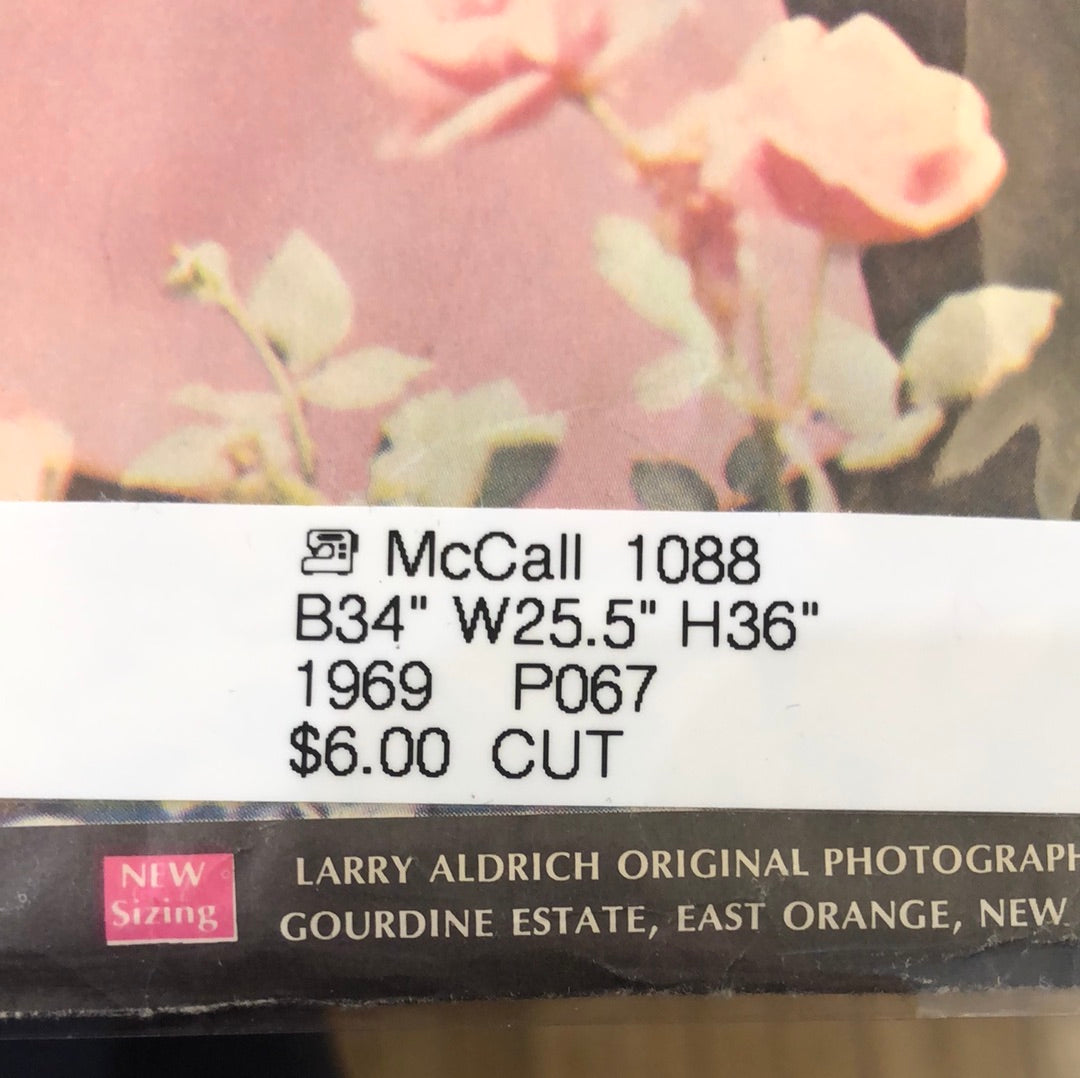 McCall 1088
B34" W25.5" H36"
1969 P067
$6.00 CUT
NEW
Sizing
LARRY ALDRICH ORIGINAL PHOTOGRAPH
GOURDINE ESTATE, EAST ORANGE, NEW